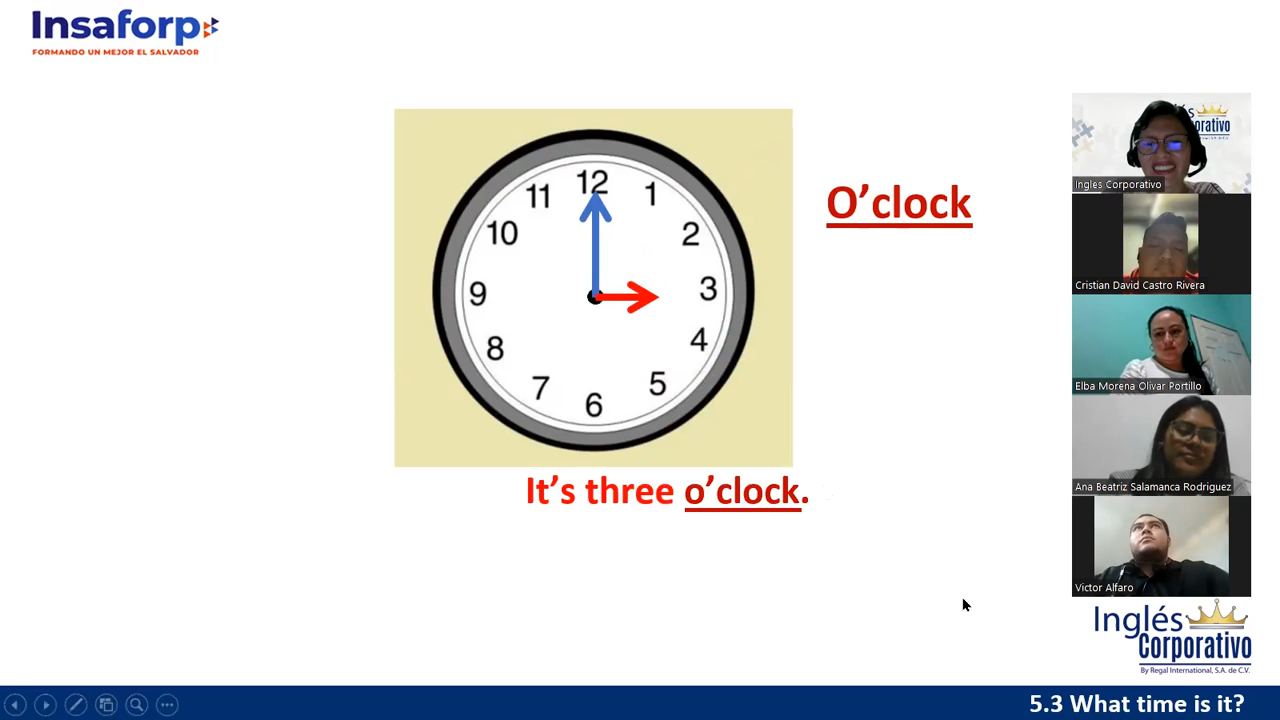 Insaforp
FORMANDO UN MEJOR EL SALVADOR
12
1
2
3
4
5
6
7
8
9
10
11
O’clock
It’s three o’clock.
Ingles Corporativo
Cristian David Castro Rivera
Elba Morena Olivar Portillo
Ana Beatriz Salamanca Rodriguez
Victor Alfaro
Inglés
Corporativo
By Regal International, S.A. de C.V.
5.3 What time is it?